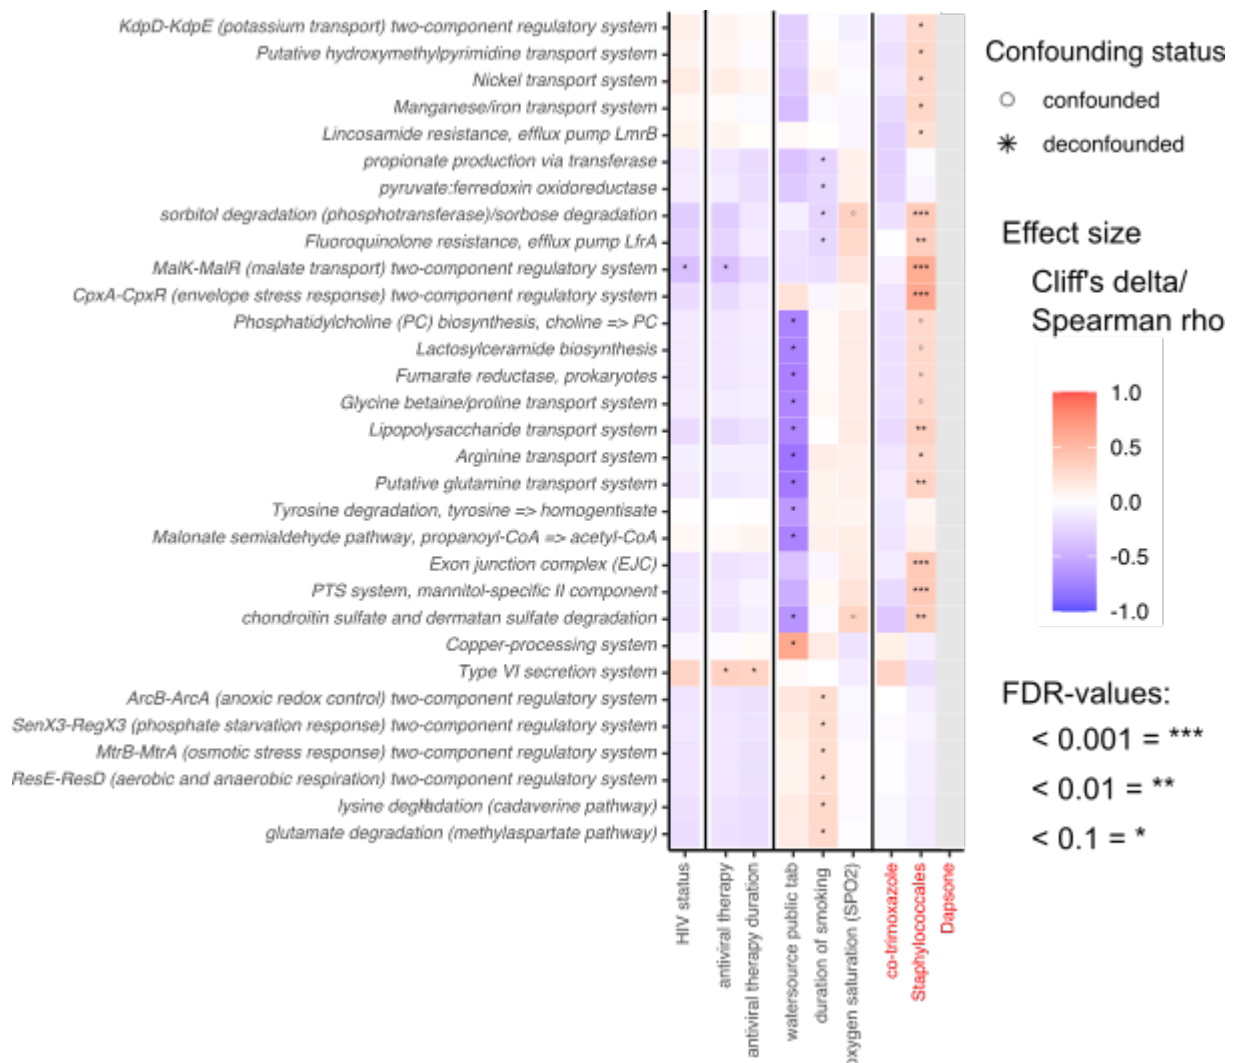 KdpD-KdpE (potassium transport) two-component regulatory system
Putative hydroxymethylpyrimidine transport system
Nickel transport system
Manganese/iron transport system
Lincosamide resistance, efflux pump LmrB
propionate production via transferase
pyruvate:ferredoxin oxidoreductase
sorbitol degradation (phosphotransferase)/sorbose degradation
Fluoroquinolone resistance, efflux pump LfrA
MalK-MalR (malate transport) two-component regulatory system
CpxA-CpxR (envelope stress response) two-component regulatory system
Phosphatidylcholine (PC) biosynthesis, choline => PC
Lactosylceramide biosynthesis
Fumarate reductase, prokaryotes
Glycine betaine/proline transport system
Lipopolysaccharide transport system
Arginine transport system
Putative glutamine transport system
Tyrosine degradation, tyrosine => homogentisate
Malonate semialdehyde pathway, propanoyl-CoA => acetyl-CoA
Exon junction complex (EJC)
PTS system, mannitol-specific II component
chondroitin sulfate and dermatan sulfate degradation
Copper-processing system
Type VI secretion system
ArcB-ArcA (anoxic redox control) two-component regulatory system
SenX3-RegX3 (phosphate starvation response) two-component regulatory system
MtrB-MtrA (osmotic stress response) two-component regulatory system
ResE-ResD (aerobic and anaerobic respiration) two-component regulatory system
lysine degradation (cadaverine pathway)
glutamate degradation (methylaspartate pathway)
HIV status
antiviral therapy
antiviral therapy duration
watersource public tab
duration of smoking
oxygen saturation (SPO2)
co-trimoxazole
Staphylococcales
Dapsone
Confounding status
○ confounded
* deconfounded
Effect size
Cliff's delta/
Spearman rho
1.0
0.5
0.0
-0.5
-1.0
FDR-values:
< 0.001 = ***
< 0.01 = **
< 0.1 = *